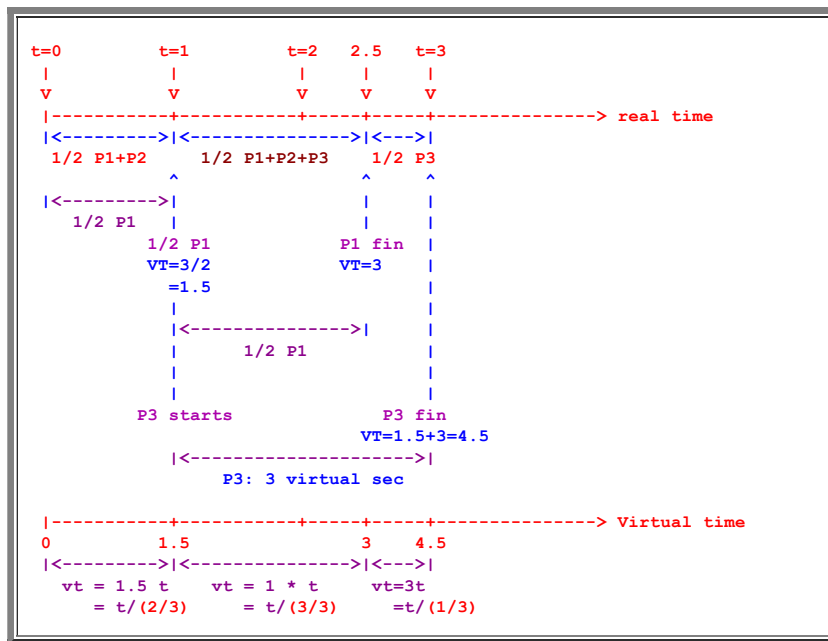 t=0 t=1 t=2 2.5 t=3
| | | | |
V V V V V
|-----------+-----------+-----+-----+---------------> real time
|<--------->|<--------------->|<--->|
1/2 P1+P2 1/2 P1+P2+P3 1/2 P3
^ ^ ^
|<--------->| | |
1/2 P1 | | |
1/2 P1 P1 fin |
VT=3/2 VT=3 |
=1.5 |
| |
|<--------------->| |
| 1/2 P1 |
| |
| |
P3 starts P3 fin
VT=1.5+3=4.5
|<--------------------->|
P3: 3 virtual sec
|-----------+-----------+-----+-----+---------------> Virtual time
0 1.5 3 4.5
|<--------->|<--------------->|<--->|
vt = 1.5 t vt = 1 * t vt=3t
= t/(2/3) = t/(3/3) =t/(1/3)